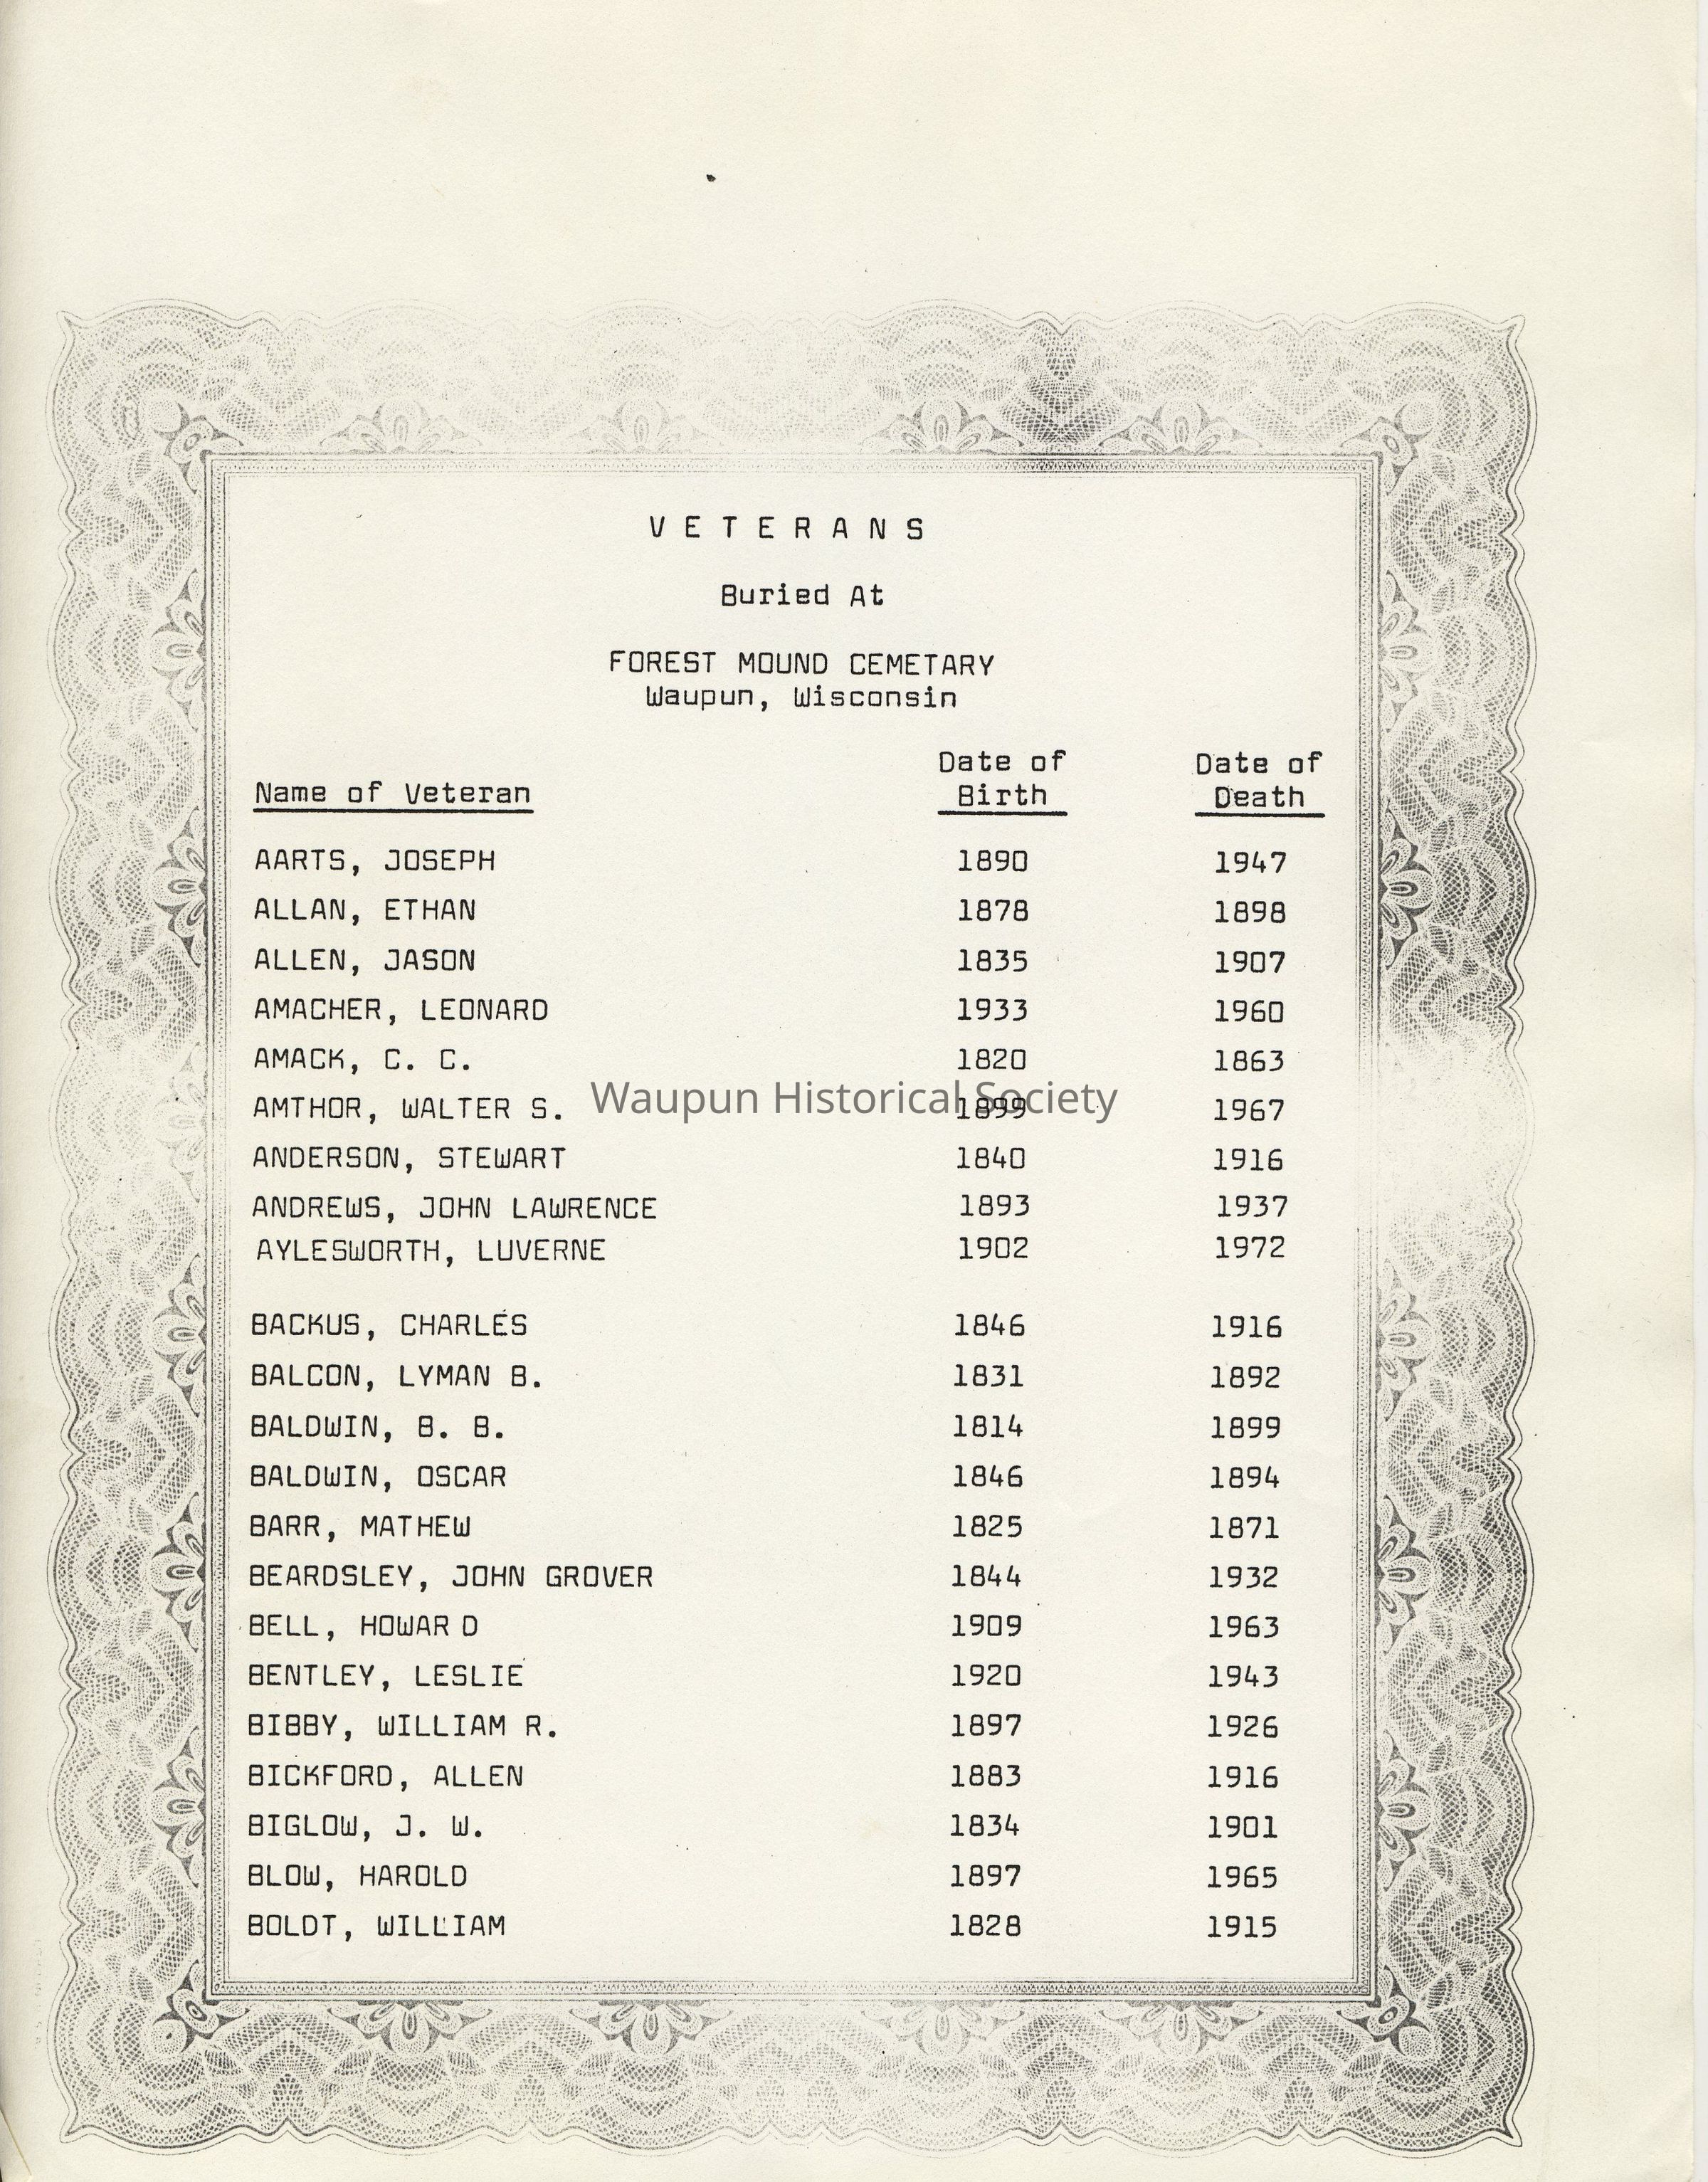 V E T E R A N S
Buried At
FOREST MOUND CEMETARY
Waupun, Wisconsin
Name of Veteran Date of Birth Date of Death
AARTS, JOSEPH 1890 1947
ALLAN, ETHAN 1878 1898
ALLEN, JASON 1835 1907
AMACHER, LEONARD 1933 1960
AMACK, C. C. 1820 1863
AMTHOR, WALTER S. 1899 1967
Waupun Historical Society
ANDERSON, STEWART 1840 1916
ANDREWS, JOHN LAWRENCE 1893 1937
AYLESWORTH, LUVERNE 1902 1972
BACKUS, CHARLES 1846 1916
BALCON, LYMAN B. 1831 1892
BALDWIN, B. B. 1814 1899
BALDWIN, OSCAR 1846 1894
BARR, MATHEW 1825 1871
BEARDSLEY, JOHN GROVER 1844 1932
BELL, HOWAR D 1909 1963
BENTLEY, LESLIE 1920 1943
BIBBY, WILLIAM R. 1897 1926
BICKFORD, ALLEN 1883 1916
BIGLOW, J. W. 1834 1901
BLOW, HAROLD 1897 1965
BOLDT, WILLIAM 1828 1915